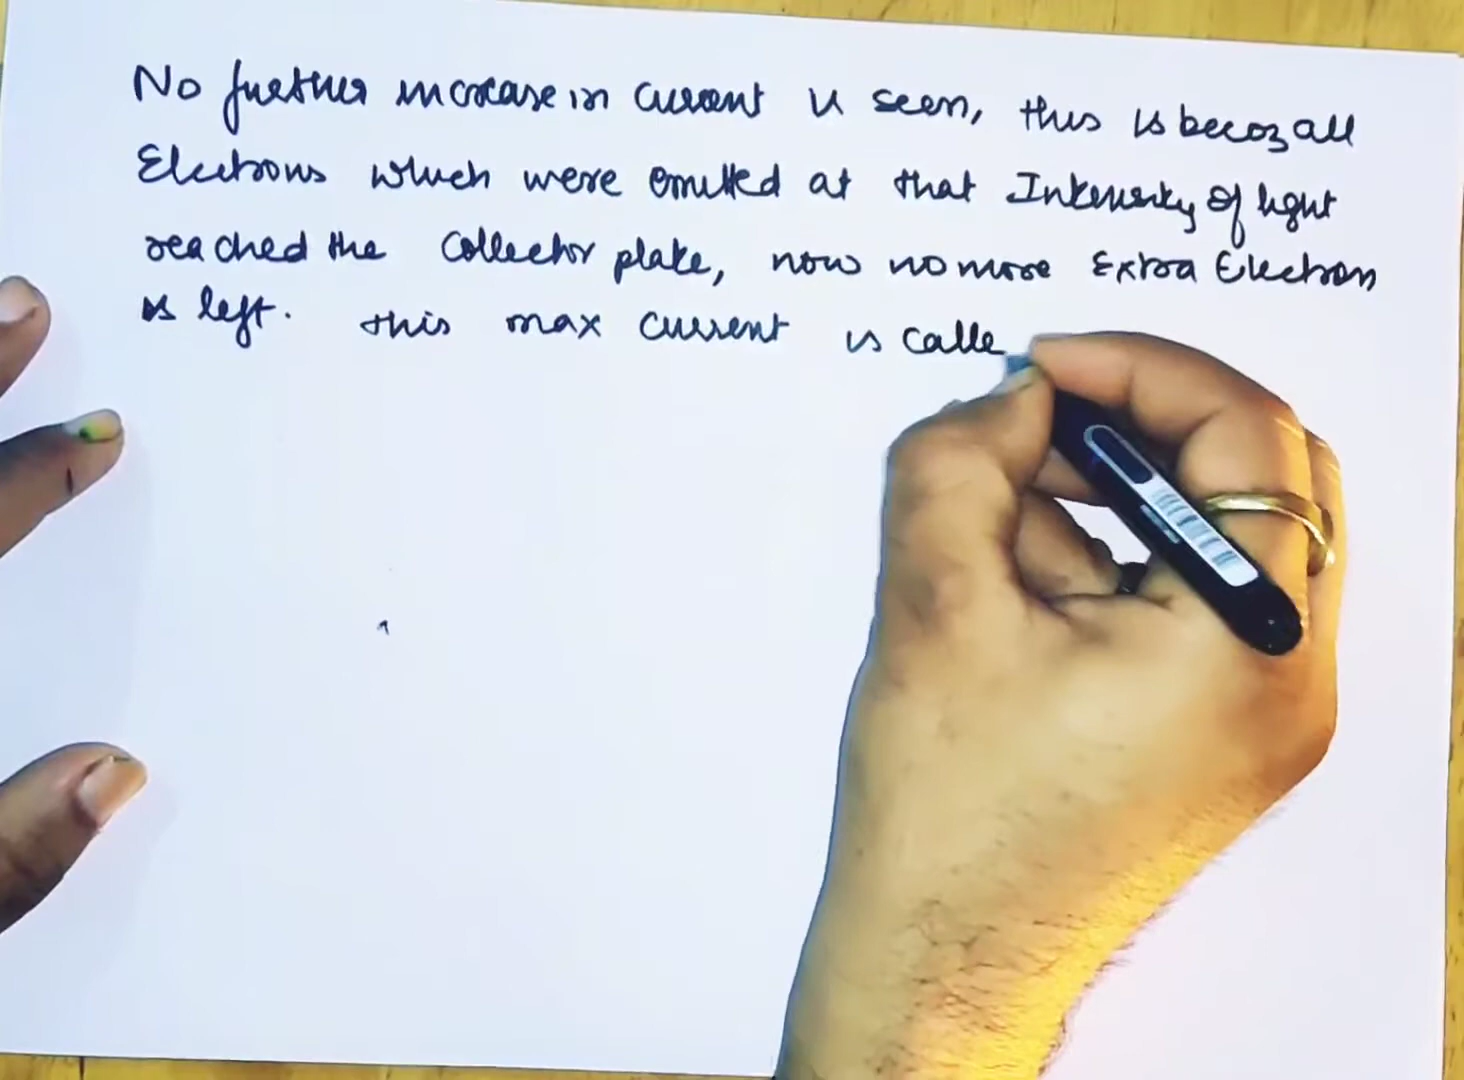 No further increase in current is seen, this is becoz all
Electrons which were emitted at that Intensity of light
reached the collector plate, now no more Extra Electron
is left. this max current is calle